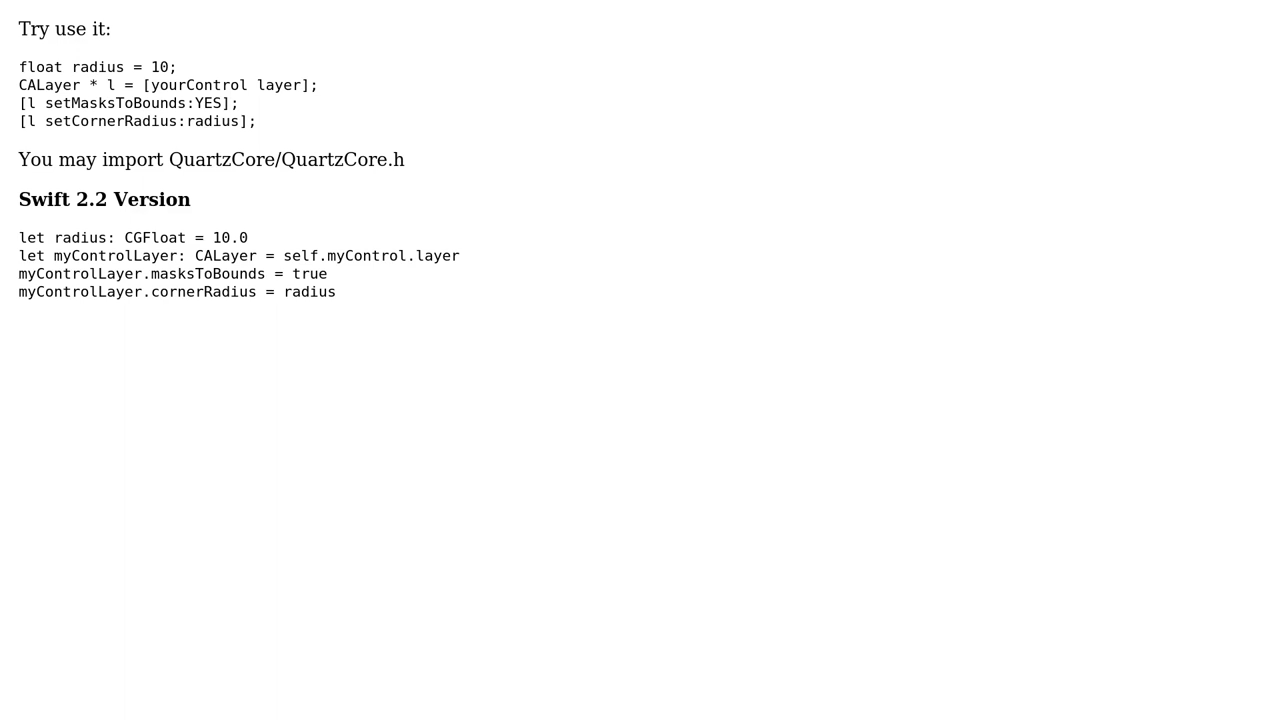 Try use it:
float radius = 10;
CALayer * l = [yourControl layer];
[l setMasksToBounds:YES];
[l setCornerRadius:radius];
You may import QuartzCore/QuartzCore.h
Swift 2.2 Version
let radius: CGFloat = 10.0
let myControlLayer: CALayer = self.myControl.layer
myControlLayer.masksToBounds = true
myControlLayer.cornerRadius = radius